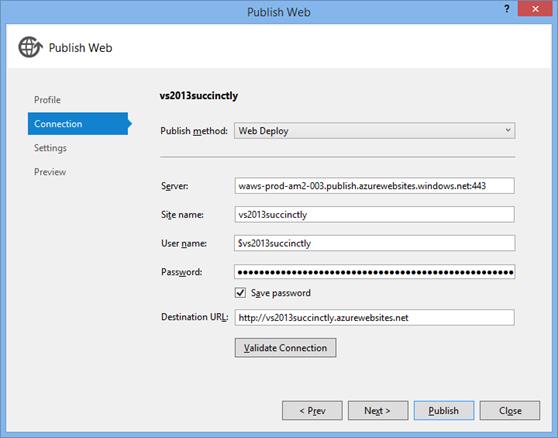 Publish Web
?
Publish Web
Profile
Connection
Settings
Preview
vs2013succinctly
Publish method: Web Deploy
Server: waws-prod-am2-003.publish.azurewebsites.windows.net:443
Site name: vs2013succinctly
User name: $vs2013succinctly
Password: ●●●●●●●●●●●●●●●●●●●●●●●●●●●●●●●●●●●●●●●●●●●●●●
Save password
Destination URL: http://vs2013succinctly.azurewebsites.net
Validate Connection
< Prev Next > Publish Close